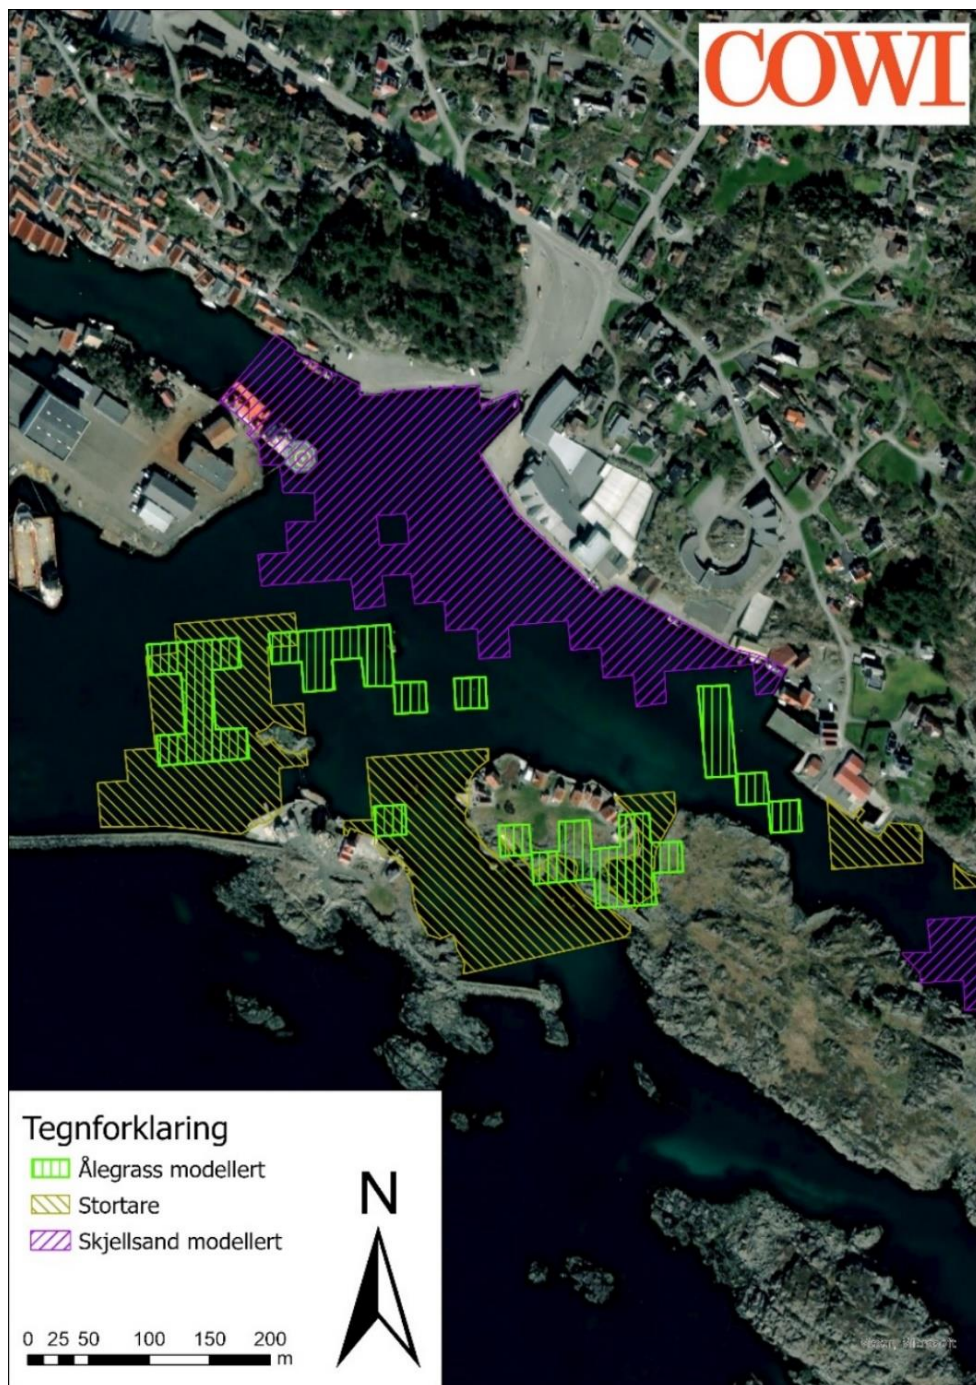 COWI
Tegnforklaring
Ålegrass modellert
Stortare
Skjellsand modellert
N
0 25 50 100 150 200
m